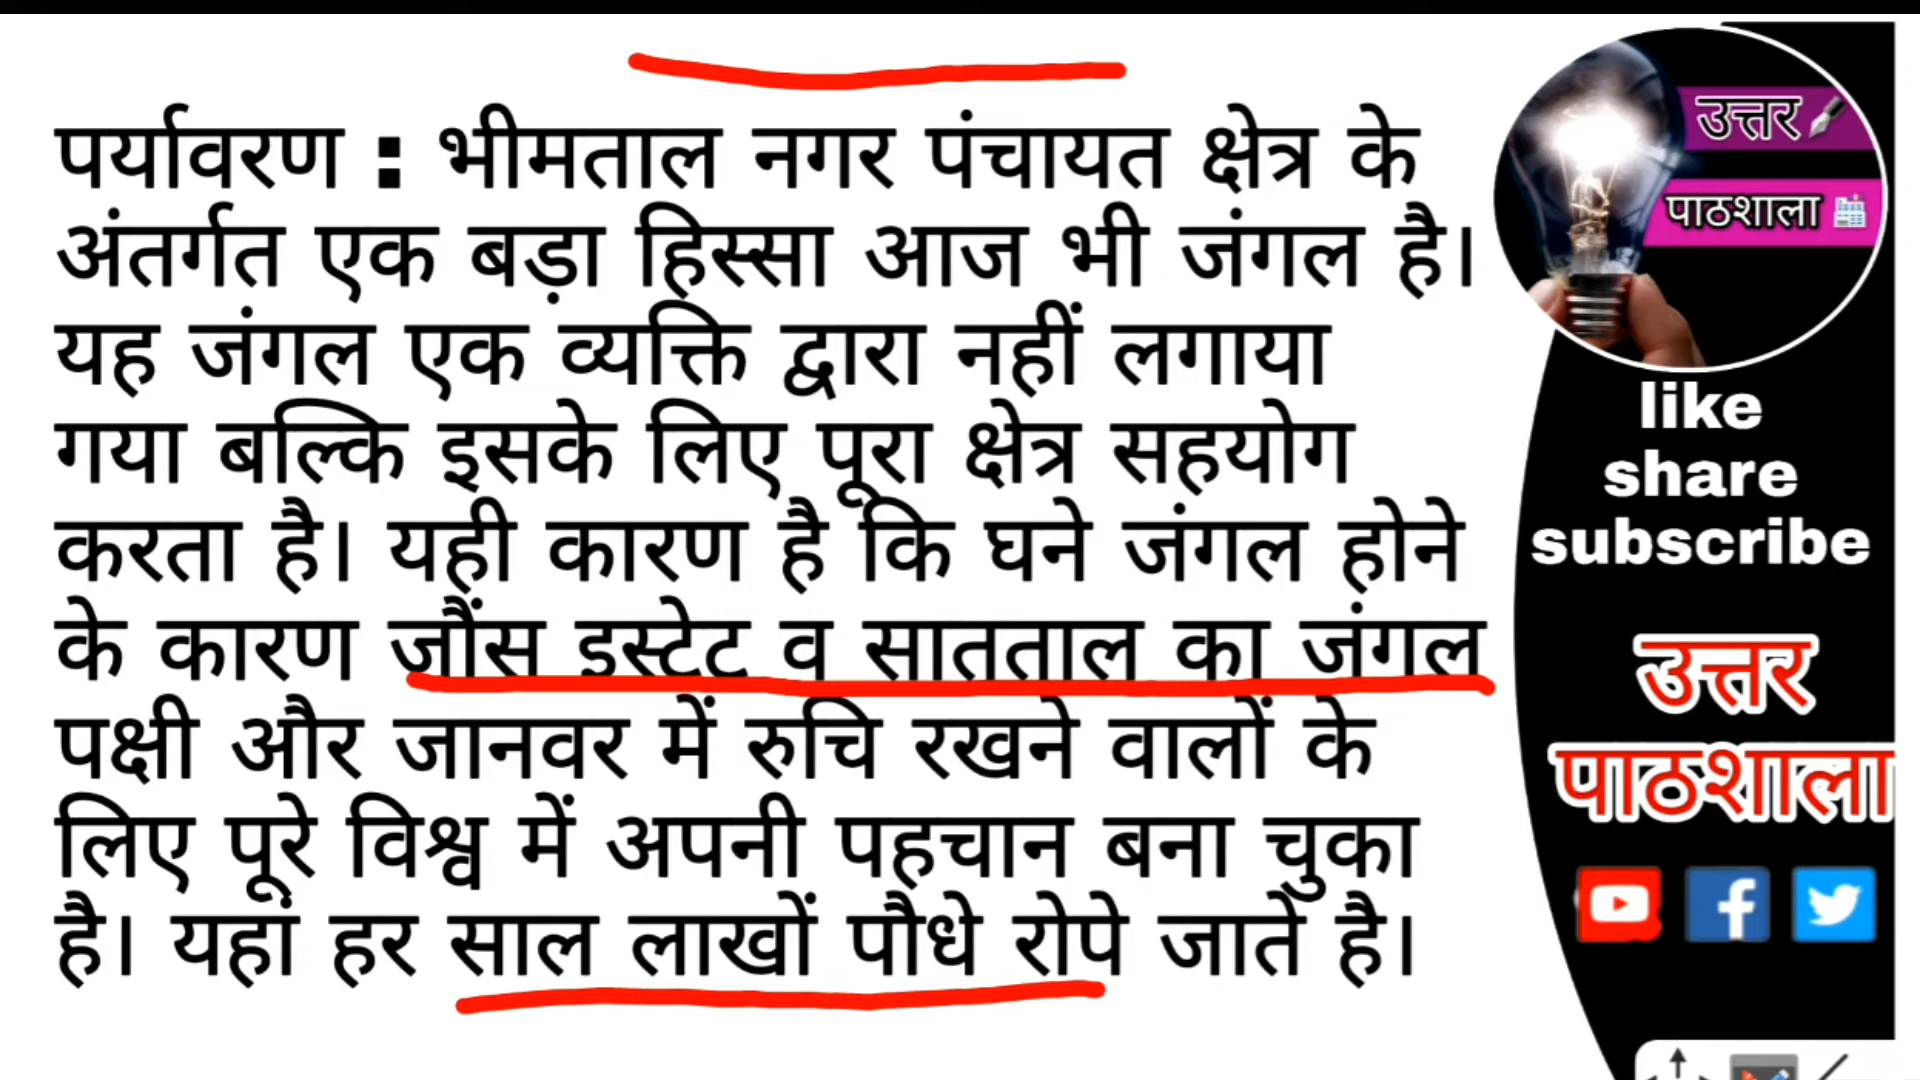 पर्यावरण : भीमताल नगर पंचायत क्षेत्र के
अंतर्गत एक बड़ा हिस्सा आज भी जंगल है।
यह जंगल एक व्यक्ति द्वारा नहीं लगाया
गया बल्कि इसके लिए पूरा क्षेत्र सहयोग
करता है। यही कारण है कि घने जंगल होने
के कारण जौंस इस्टेट व सातताल का जंगल
पक्षी और जानवर में रुचि रखने वालों के
लिए पूरे विश्व में अपनी पहचान बना चुका
है। यहां हर साल लाखों पौधे रोपे जाते है।
उत्तर
पाठशाला
like
share
subscribe
उत्तर
पाठशाला